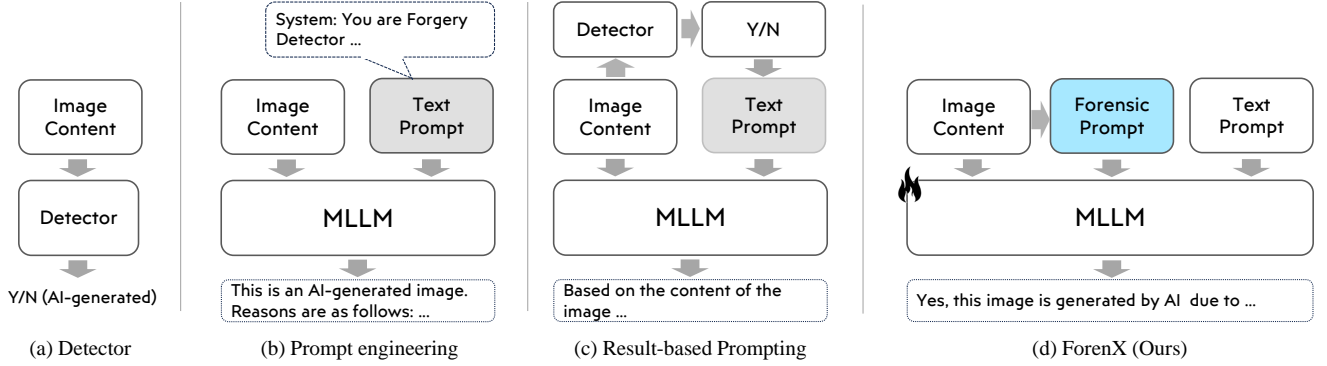 Image
Content
Detector
Y/N (AI-generated)
(a) Detector
System: You are Forgery
Detector ...
Image
Content
Text
Prompt
MLLM
This is an AI-generated image.
Reasons are as follows: ...
(b) Prompt engineering
Detector
Y/N
Image
Content
Text
Prompt
MLLM
Based on the content of the
image ...
(c) Result-based Prompting
Image
Content
Forensic
Prompt
Text
Prompt
MLLM
Yes, this image is generated by AI due to ...
(d) ForenX (Ours)